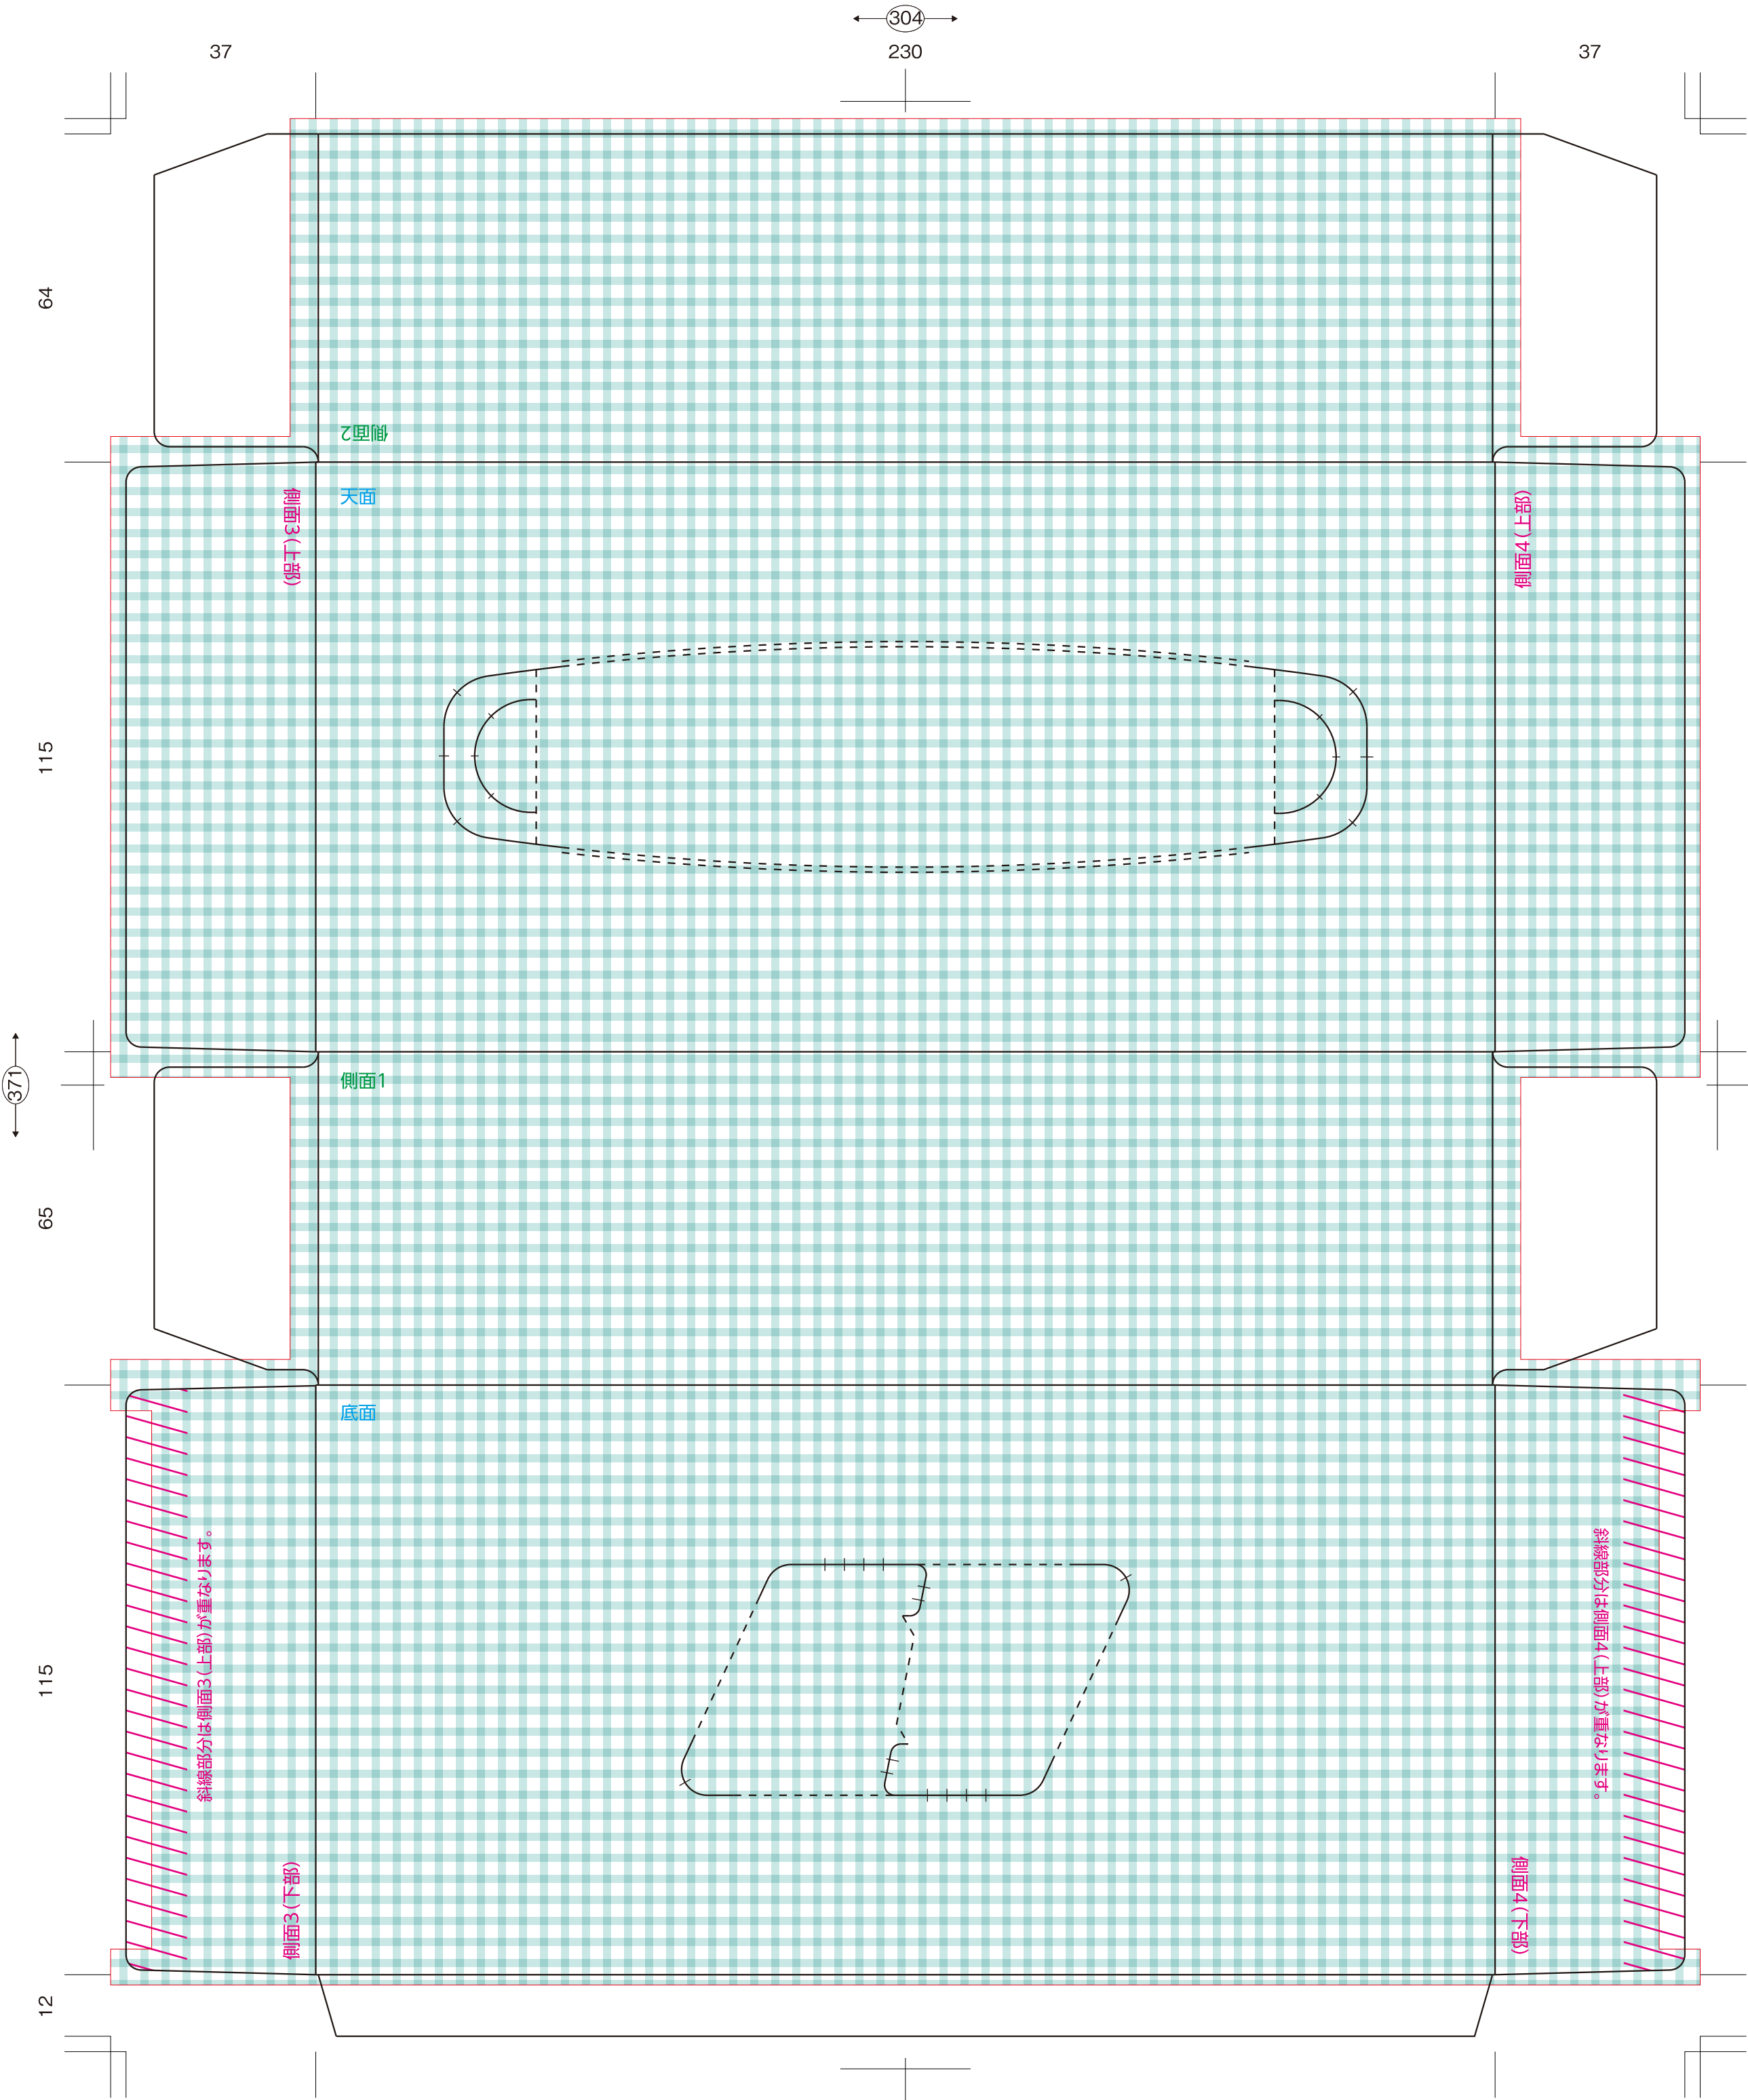 304
37
230
37
64
側面2
天面
側面3(上部)
側面4(上部)
115
側面1
371
65
底面
斜線部分は側面3(上部)が重なります。
斜線部分は側面4(上部)が重なります。
115
側面3(下部)
側面4(下部)
12